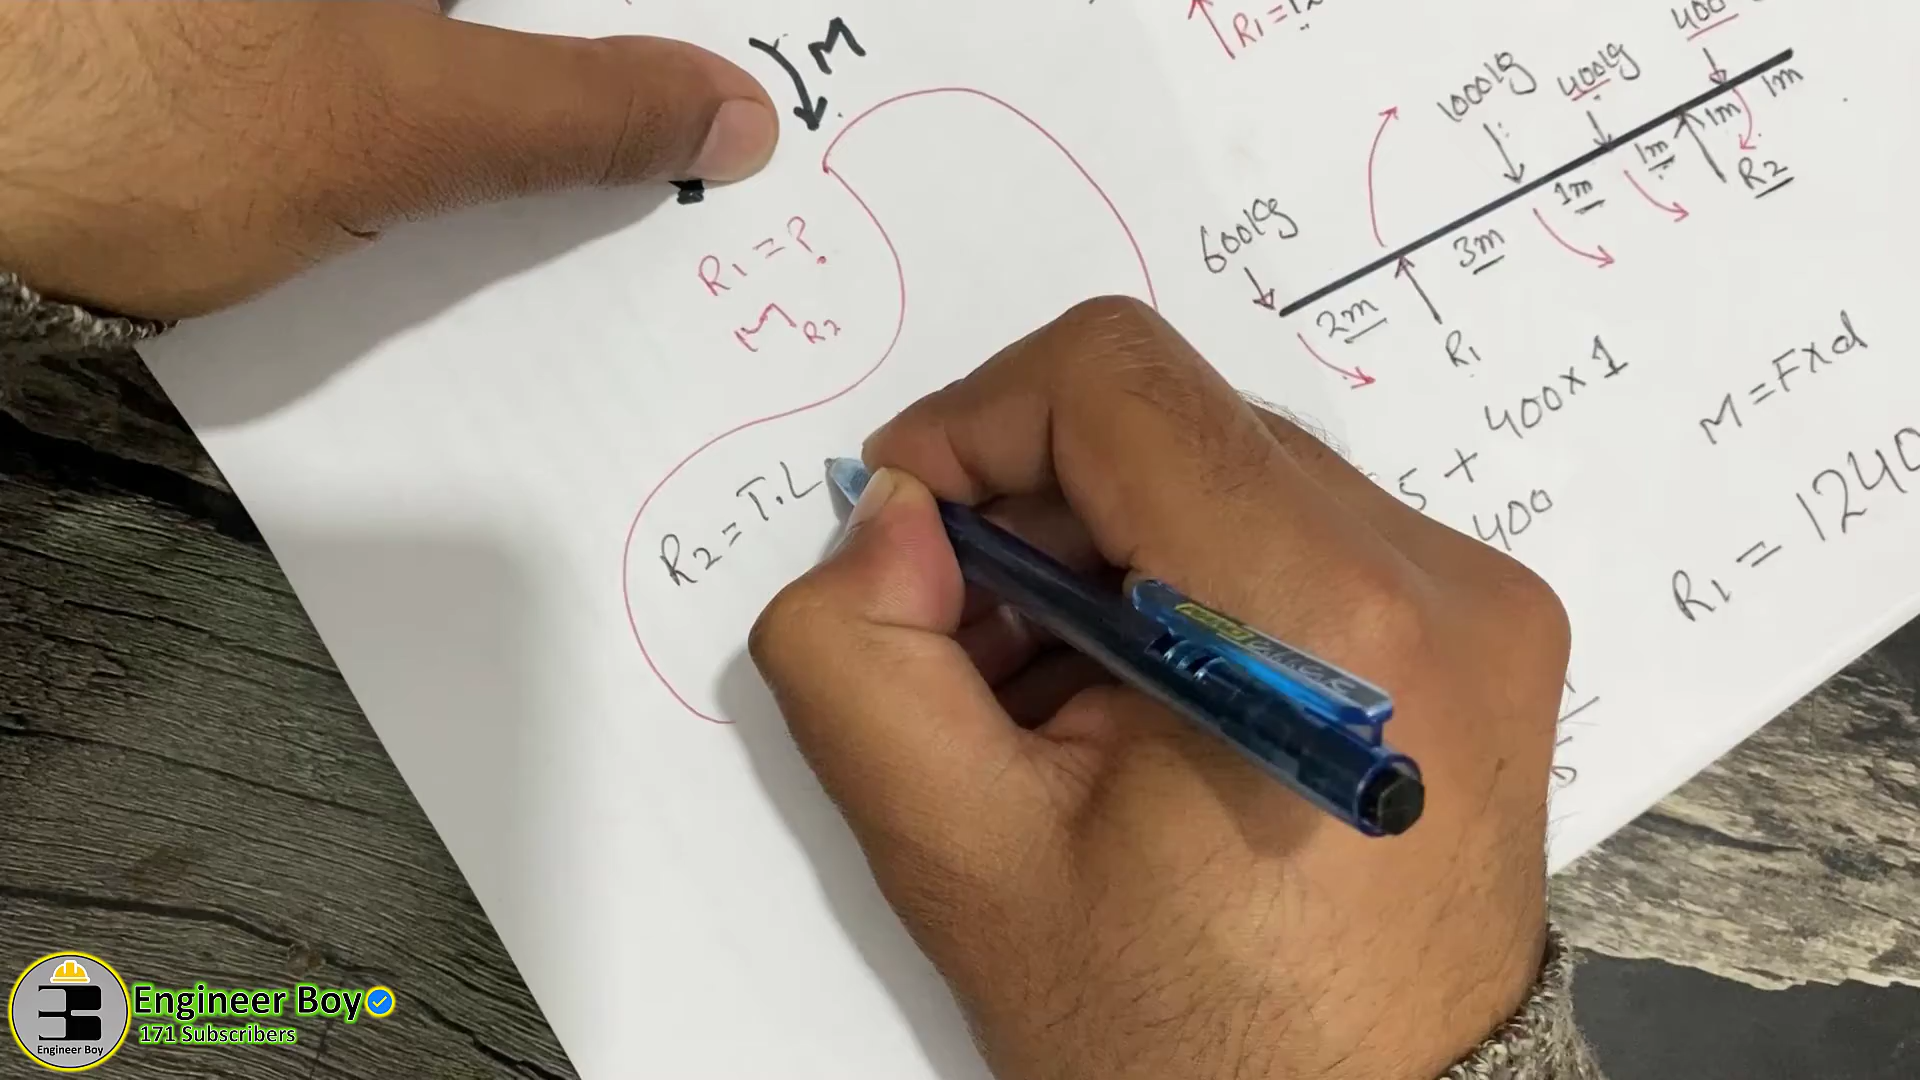 M
R1 = ?
M R2
R2 = T.L
R1 =
400
1000Kg
400Kg
600Kg
1m
1m
R2
1m
1m
3m
2m
R1
5 + 400 x 1
400
M = F x d
R1 = 1240
Engineer Boy
171 Subscribers
Engineer Boy